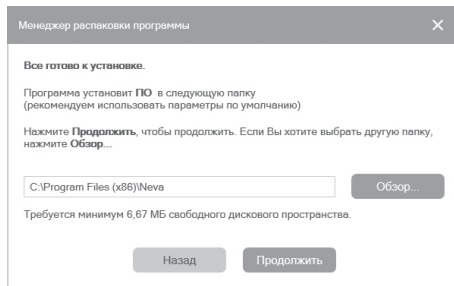 Менеджер распаковки программы
Все готово к установке.
Программа установит ПО в следующую папку
(рекомендуем использовать параметры по умолчанию)
Нажмите Продолжить, чтобы продолжить. Если Вы хотите выбрать другую папку,
нажмите Обзор...
C:\Program Files (x86)\Neva
Обзор...
Требуется минимум 6,67 МБ свободного дискового пространства.
Назад
Продолжить